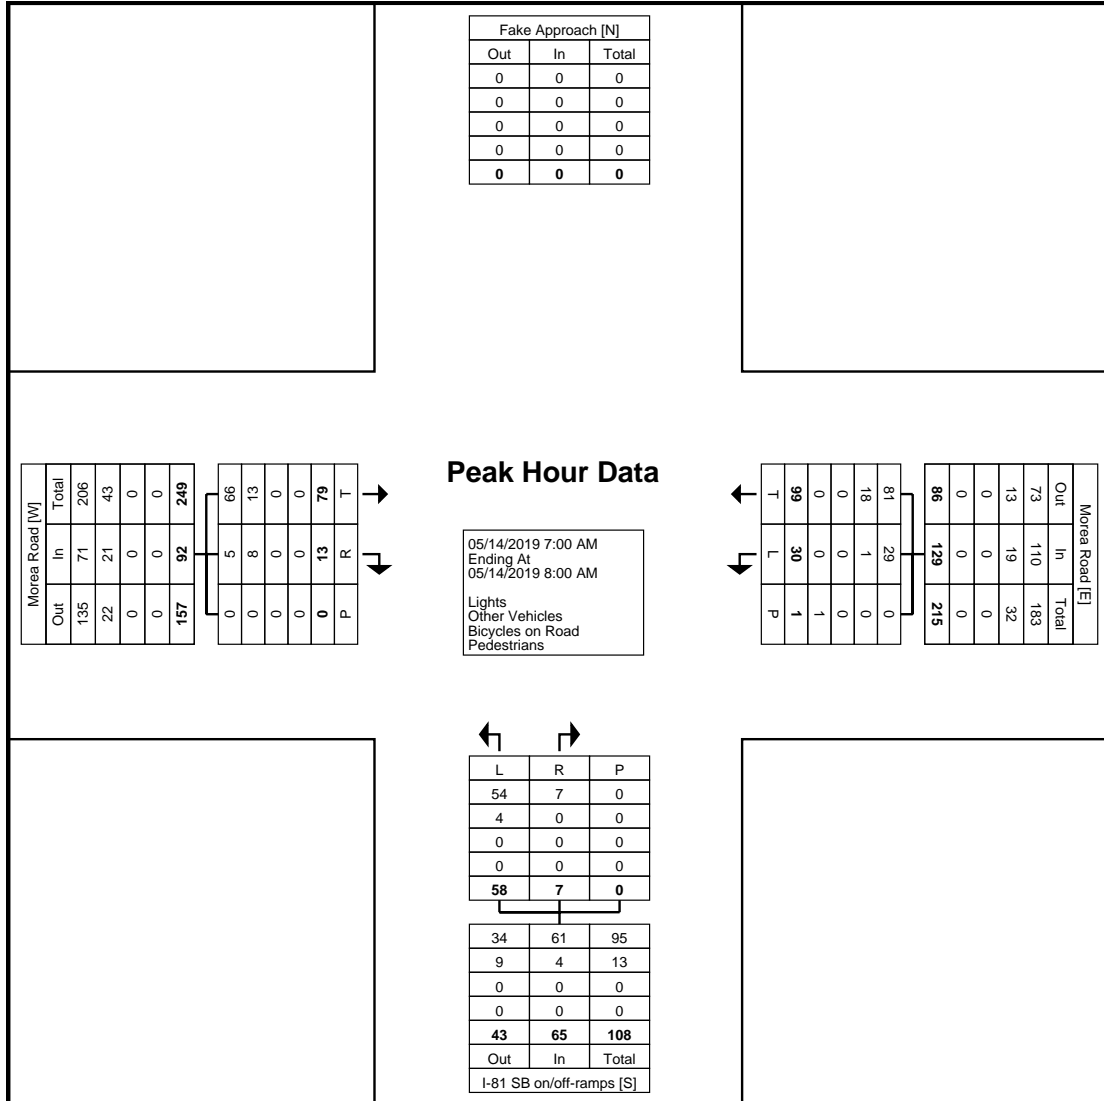 Fake Approach [N]
Out In Total
0 0 0
0 0 0
0 0 0
0 0 0
0 0 0
Peak Hour Data
05/14/2019 7:00 AM
Ending At
05/14/2019 8:00 AM
Lights
Other Vehicles
Bicycles on Road
Pedestrians
Morea Road [W]
Total In Out
206 71 135
43 21 22
0 0 0
0 0 0
249 92 157
66 5 0
13 8 0
0 0 0
0 0 0
79 13 0
T R P
Morea Road [E]
Out In Total
73 110 183
13 19 32
0 0 0
0 0 0
86 129 215
81 29 0
18 1 0
0 0 0
0 0 1
99 30 1
T L P
L R P
54 7 0
4 0 0
0 0 0
0 0 0
58 7 0
34 61 95
9 4 13
0 0 0
0 0 0
43 65 108
Out In Total
I-81 SB on/off-ramps [S]